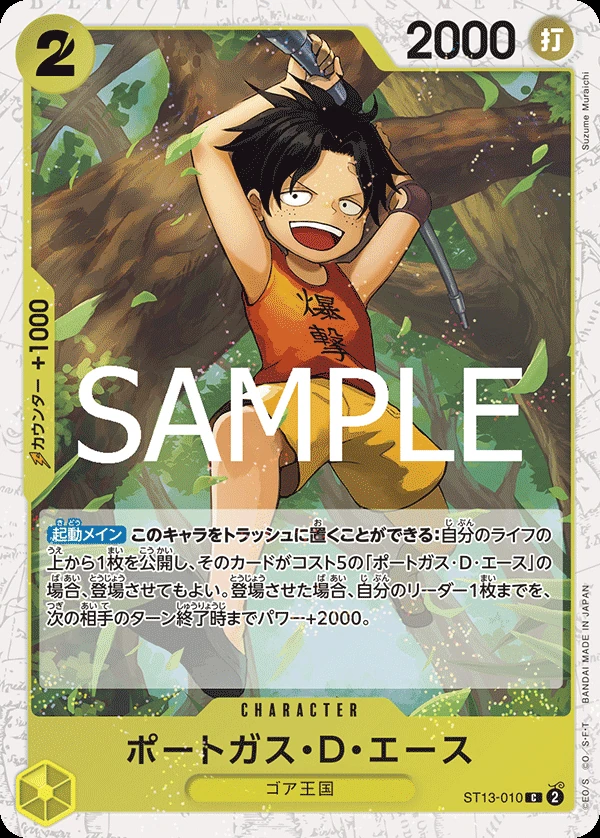 2
2000
打
Suzume Muraichi
カウンター +1000
爆
撃
SAMPLE
起動メイン このキャラをトラッシュに置くことができる：自分のライフの
上から1枚を公開し、そのカードがコスト5の「ポートガス・D・エース」の
場合、登場させてもよい。登場させた場合、自分のリーダー1枚までを、
次の相手のターン終了時までパワー+2000。
CHARACTER
ポートガス・D・エース
ゴア王国
ST13-010 C 2
©E.O/S. ©O./S.・F・T BANDAI MADE IN JAPAN